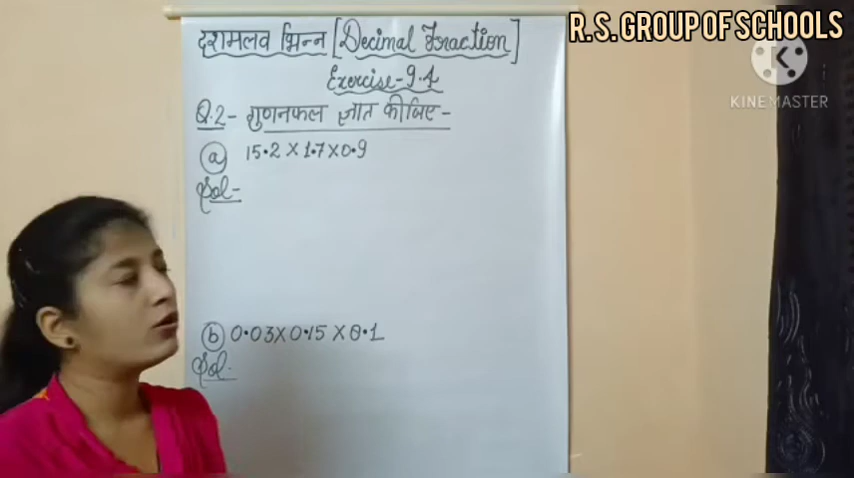 दशमलव भिन्न [Decimal Fraction]
R.S. GROUP OF SCHOOLS
Exercise-9.4
KINEMASTER
Q.2- गुणनफल ज्ञात कीजिए-
(a) 15.2 X 1.7 X 0.9
Sol-
(b) 0.03 X 0.15 X 0.1
Sol-